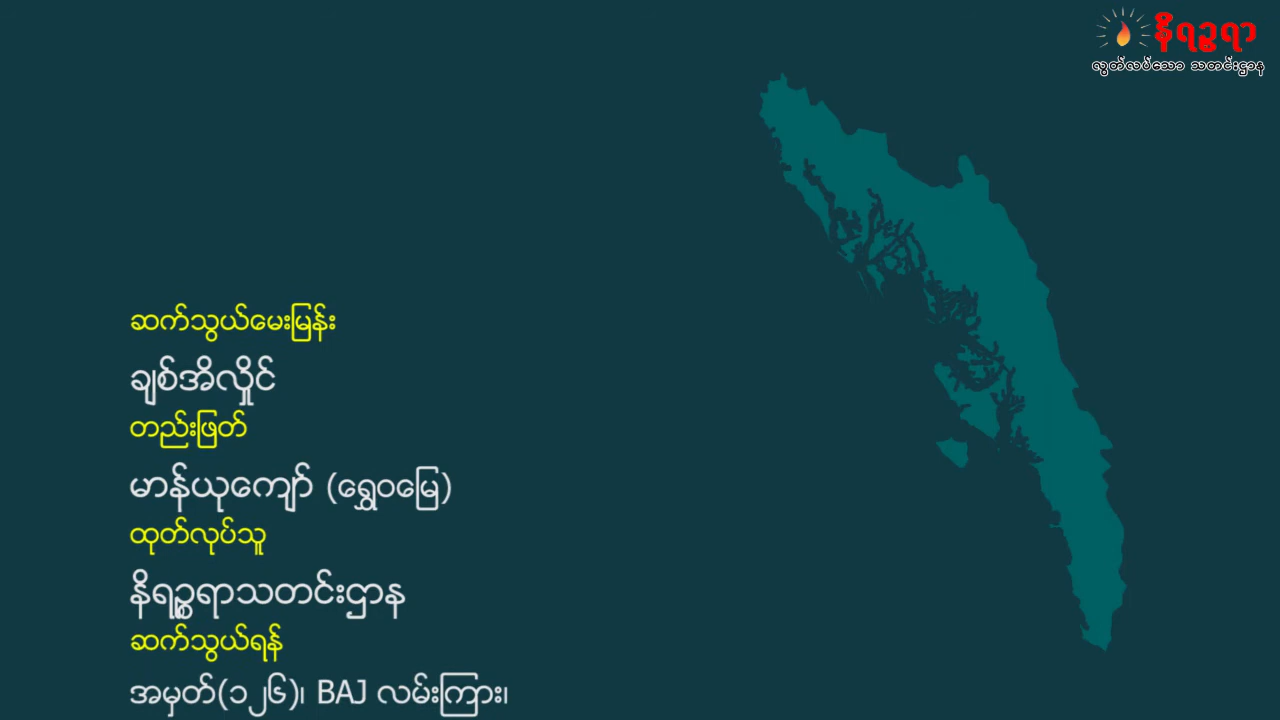 နိရဉ္စရာ
လွတ်လပ်သော သတင်းဌာန
ဆက်သွယ်မေးမြန်း
ချစ်အိလှိုင်
တည်းဖြတ်
မာန်ယုကျော် (ရွှေဝမြေ)
ထုတ်လုပ်သူ
နိရဉ္စရာသတင်းဌာန
ဆက်သွယ်ရန်
အမှတ်(၁၂၆)၊ BAJ လမ်းကြား၊